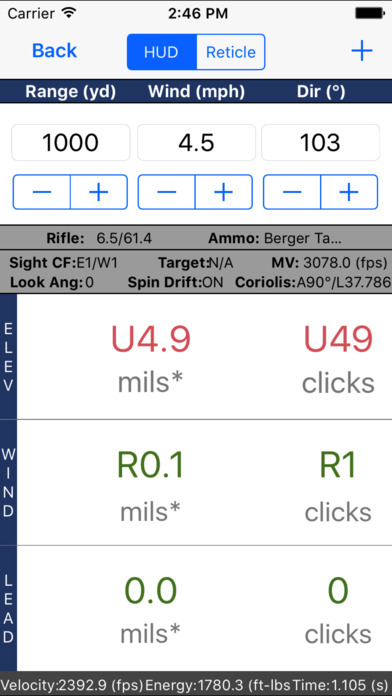 Carrier 2:46 PM
Back HUD Reticle +
Range (yd) Wind (mph) Dir (°)
1000 4.5 103
− + − + − +
Rifle: 6.5/61.4 Ammo: Berger Ta...
Sight CF:E1/W1 Target:N/A MV: 3078.0 (fps)
Look Ang:0 Spin Drift:ON Coriolis:A90°/L37.786
ELEV
U4.9 U49
mils* clicks
WIND
R0.1 R1
mils* clicks
LEAD
0.0 0
mils* clicks
Velocity:2392.9 (fps) Energy:1780.3 (ft-lbs Time:1.105 (s)